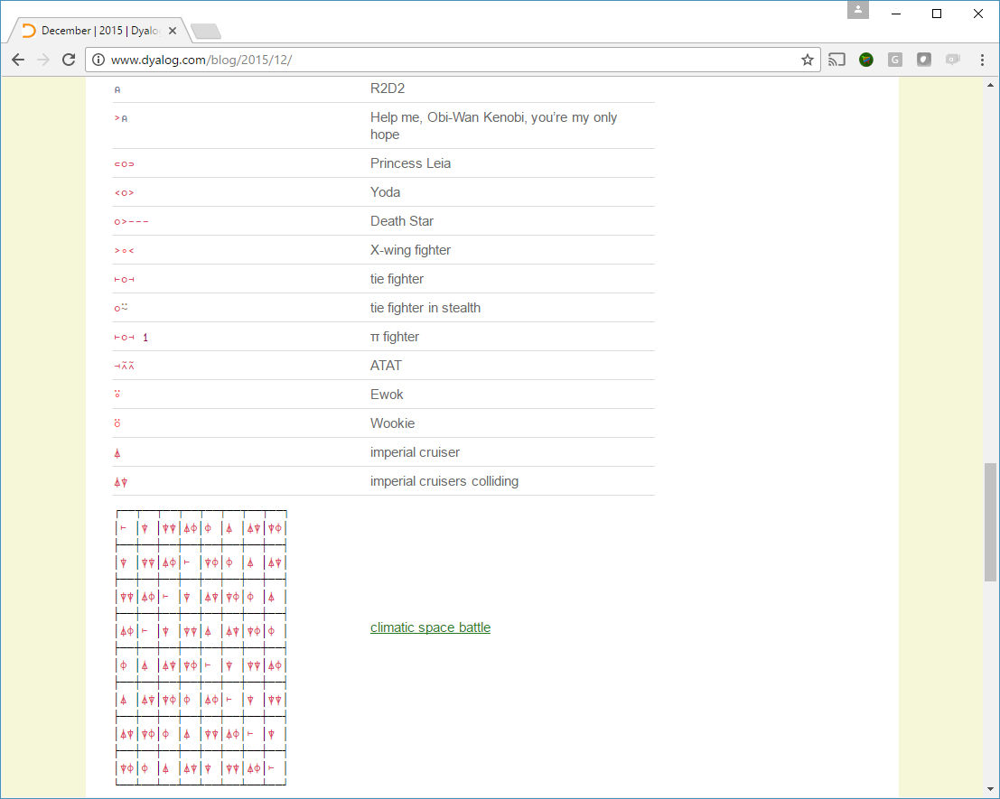 December | 2015 | Dyalo
www.dyalog.com/blog/2015/12/
⍝ R2D2
>⍝ Help me, Obi-Wan Kenobi, you’re my only
hope
⊂○⊃ Princess Leia
<○> Yoda
○>--- Death Star
>∘< X-wing fighter
⊢○⊣ tie fighter
○⍨ tie fighter in stealth
⊢○⊣ 1 π fighter
⊣⍲⍲ ATAT
⍤ Ewok
⍥ Wookie
⍋ imperial cruiser
⍋⍒ imperial cruisers colliding
┌──┬──┬──┬──┬──┬──┬──┬──┐
│⊢ │⍒ │⍒⍒│⍋⌽│⌽ │⍋ │⍋⍒│⍒⌽│
├──┼──┼──┼──┼──┼──┼──┼──┤
│⍒ │⍒⍒│⍋⌽│⊢ │⍒⌽│⌽ │⍋ │⍋⍒│
├──┼──┼──┼──┼──┼──┼──┼──┤
│⍒⍒│⍋⌽│⊢ │⍒ │⍋⍒│⍒⌽│⌽ │⍋ │
├──┼──┼──┼──┼──┼──┼──┼──┤
│⍋⌽│⊢ │⍒ │⍒⍒│⍋ │⍋⍒│⍒⌽│⌽ │ climatic space battle
├──┼──┼──┼──┼──┼──┼──┼──┤
│⌽ │⍋ │⍋⍒│⍒⌽│⊢ │⍒ │⍒⍒│⍋⌽│
├──┼──┼──┼──┼──┼──┼──┼──┤
│⍋ │⍋⍒│⍒⌽│⌽ │⍋⌽│⊢ │⍒ │⍒⍒│
├──┼──┼──┼──┼──┼──┼──┼──┤
│⍋⍒│⍒⌽│⌽ │⍋ │⍒⍒│⍋⌽│⊢ │⍒ │
├──┼──┼──┼──┼──┼──┼──┼──┤
│⍒⌽│⌽ │⍋ │⍋⍒│⍒ │⍒⍒│⍋⌽│⊢ │
└──┴──┴──┴──┴──┴──┴──┴──┘